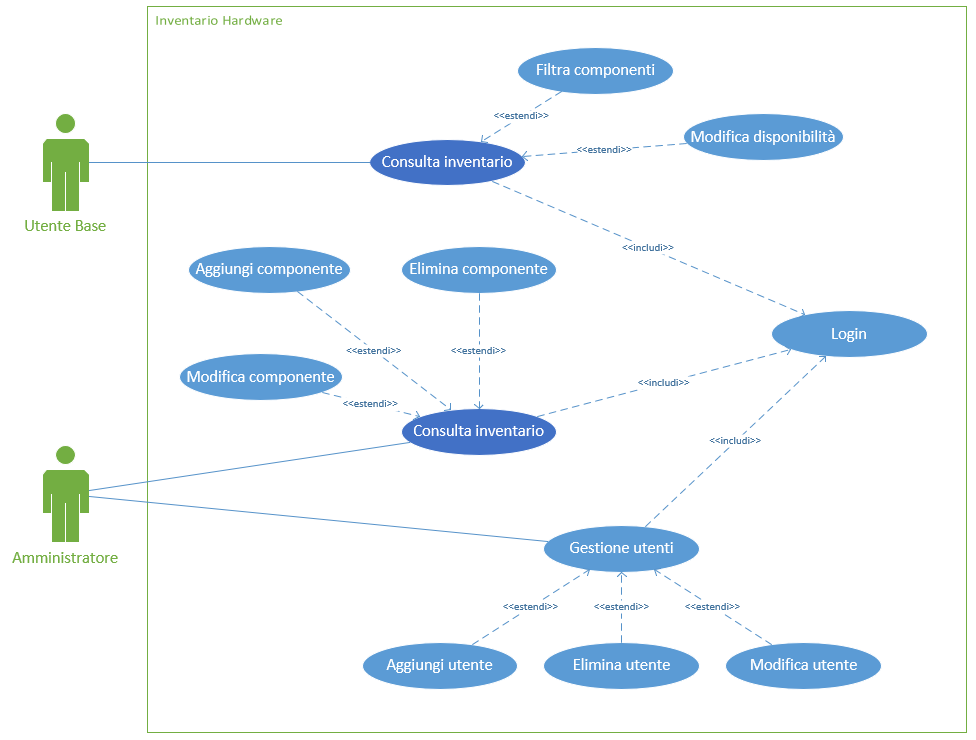 Inventario Hardware
Filtra componenti
<<estendi>>
Modifica disponibilità
<<estendi>>
Consulta inventario
Utente Base
<<includi>>
Aggiungi componente
Elimina componente
Login
<<estendi>>
<<estendi>>
Modifica componente
<<includi>>
<<estendi>>
Consulta inventario
<<includi>>
Gestione utenti
Amministratore
<<estendi>>
<<estendi>>
<<estendi>>
Aggiungi utente
Elimina utente
Modifica utente